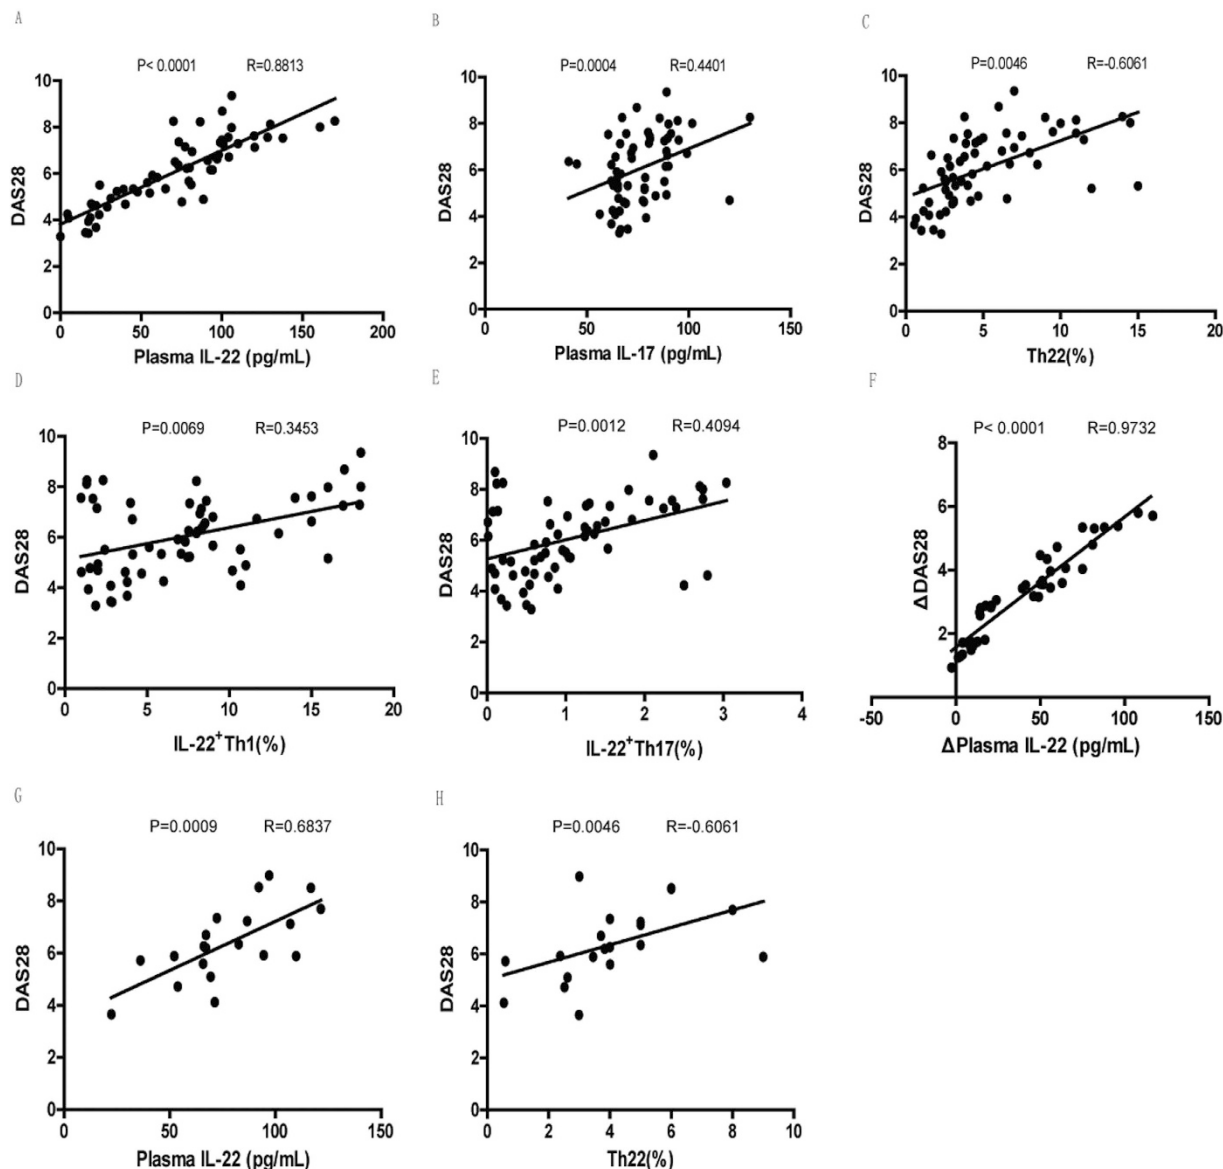 A
P< 0.0001 R=0.8813
10
8
6
4
2
0
DAS28
0 50 100 150 200
Plasma IL-22 (pg/mL)
B
P=0.0004 R=0.4401
10
8
6
4
2
0
DAS28
0 50 100 150
Plasma IL-17 (pg/mL)
C
P=0.0046 R=-0.6061
10
8
6
4
2
0
DAS28
0 5 10 15 20
Th22(%)
D
P=0.0069 R=0.3453
10
8
6
4
2
0
DAS28
0 5 10 15 20
IL-22+Th1(%)
E
P=0.0012 R=0.4094
10
8
6
4
2
0
DAS28
0 1 2 3 4
IL-22+Th17(%)
F
P< 0.0001 R=0.9732
8
6
4
2
ΔDAS28
-50 0 50 100 150
ΔPlasma IL-22 (pg/mL)
G
P=0.0009 R=0.6837
10
8
6
4
2
0
DAS28
0 50 100 150
Plasma IL-22 (pg/mL)
H
P=0.0046 R=-0.6061
10
8
6
4
2
0
DAS28
0 2 4 6 8 10
Th22(%)